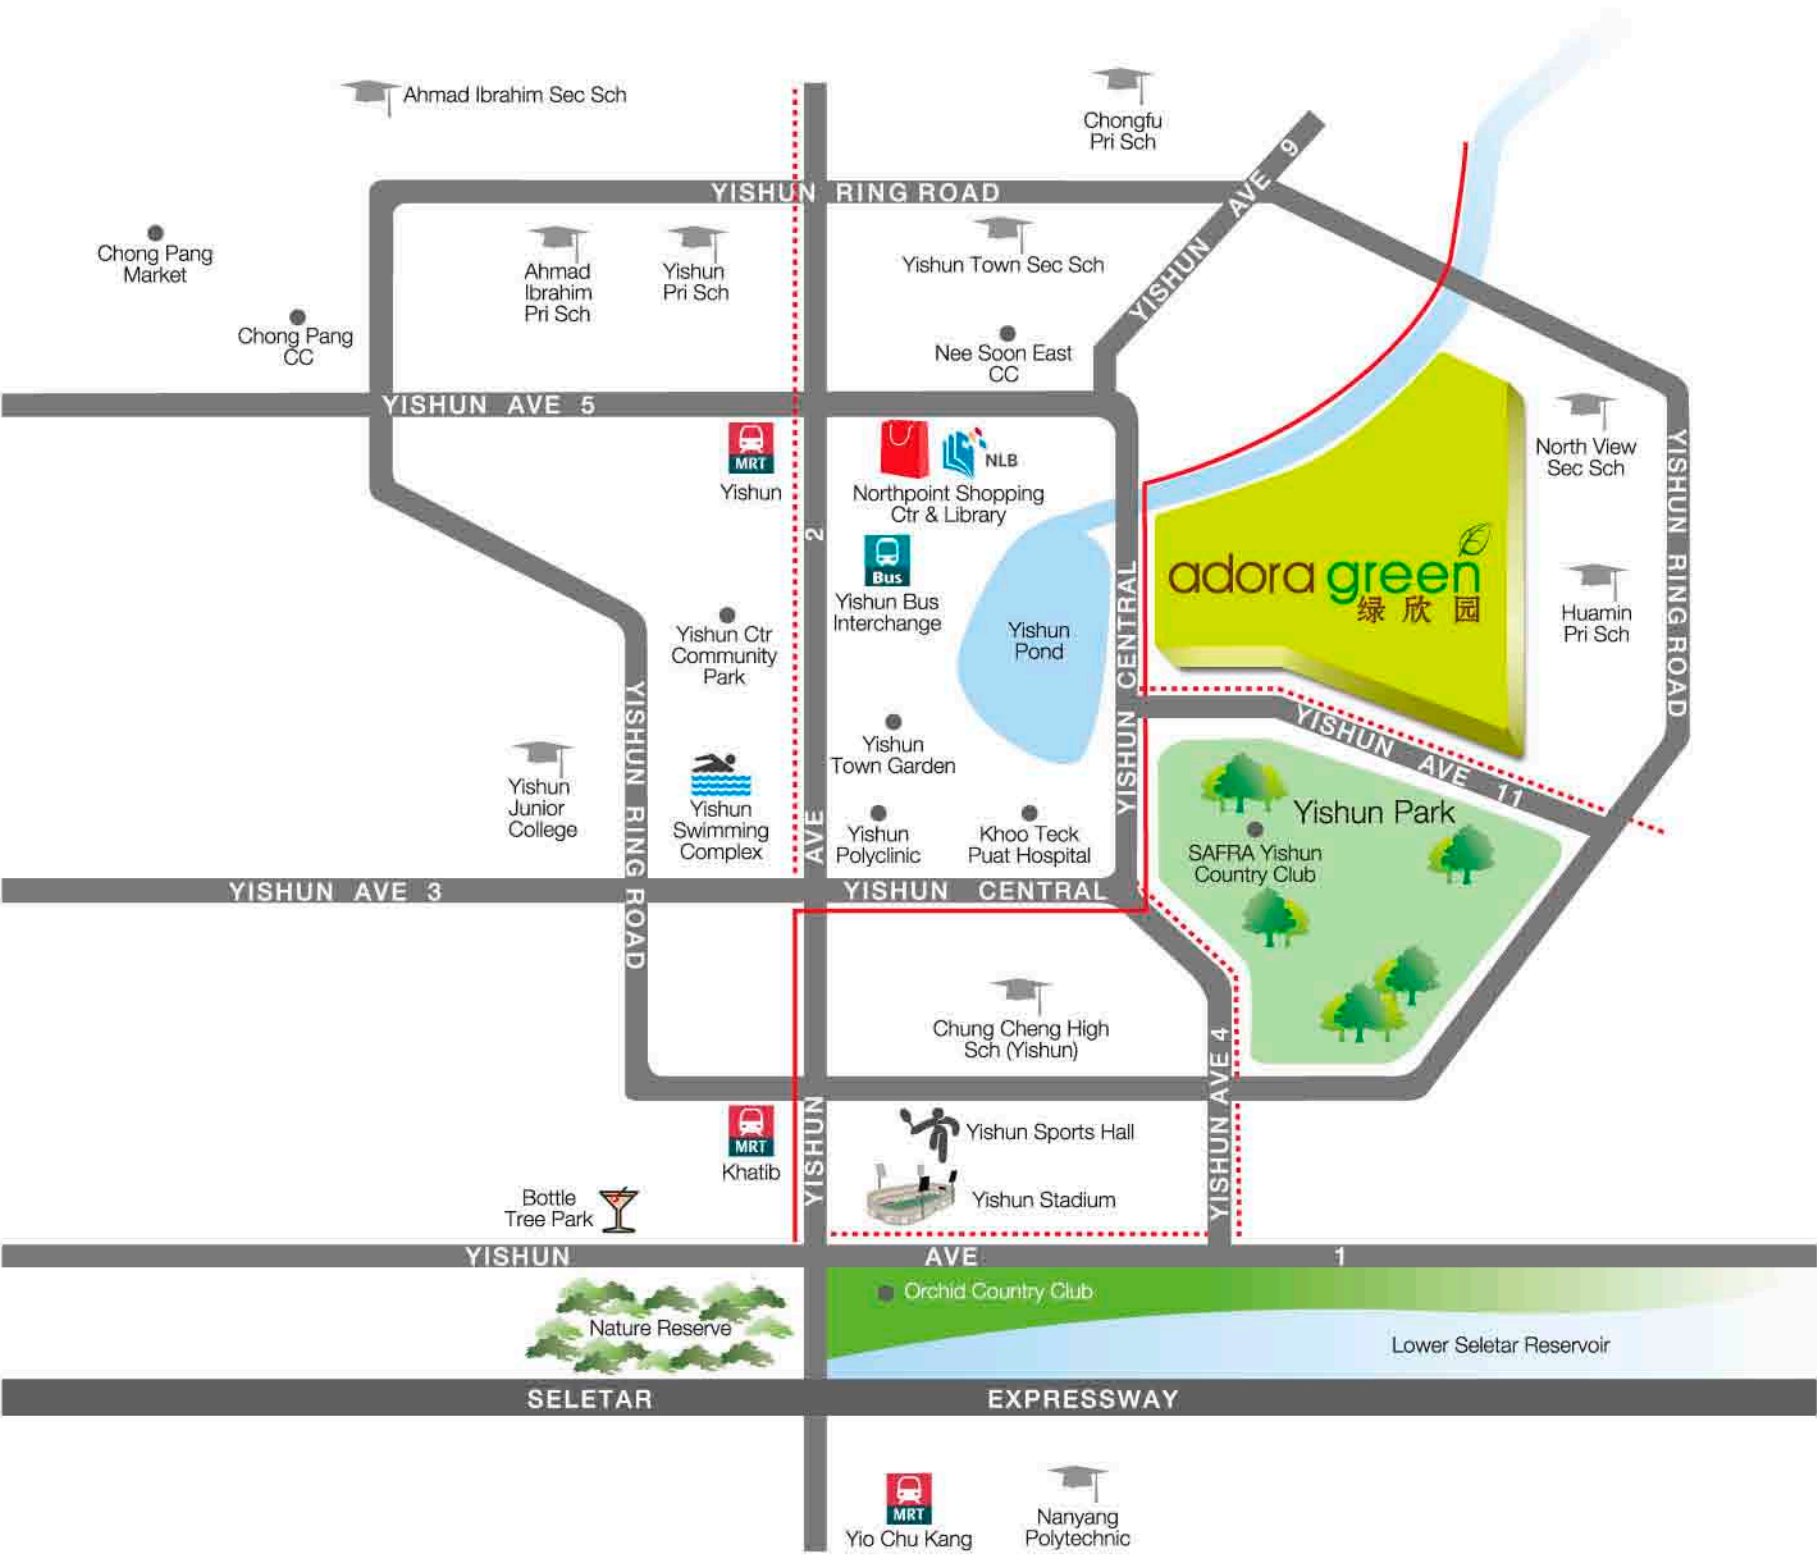 Ahmad Ibrahim Sec Sch
Chongfu
Pri Sch
YISHUN RING ROAD
YISHUN AVE 9
Chong Pang
Market
Ahmad
Ibrahim
Pri Sch
Yishun
Pri Sch
Yishun Town Sec Sch
Chong Pang
CC
Nee Soon East
CC
YISHUN AVE 5
MRT
Yishun
NLB
Northpoint Shopping
Ctr & Library
North View
Sec Sch
YISHUN RING ROAD
Bus
Yishun Bus
Interchange
adora green
绿欣园
Huamin
Pri Sch
Yishun Ctr
Community
Park
Yishun
Pond
YISHUN CENTRAL
YISHUN RING ROAD
YISHUN AVE 2
Yishun
Town Garden
YISHUN AVE 11
Yishun
Junior
College
Yishun
Swimming
Complex
Yishun
Polyclinic
Khoo Teck
Puat Hospital
Yishun Park
SAFRA Yishun
Country Club
YISHUN AVE 3
YISHUN CENTRAL
Chung Cheng High
Sch (Yishun)
YISHUN AVE 4
MRT
Khatib
Yishun Sports Hall
Bottle
Tree Park
Yishun Stadium
YISHUN AVE 1
Orchid Country Club
Nature Reserve
Lower Seletar Reservoir
SELETAR EXPRESSWAY
MRT
Yio Chu Kang
Nanyang
Polytechnic